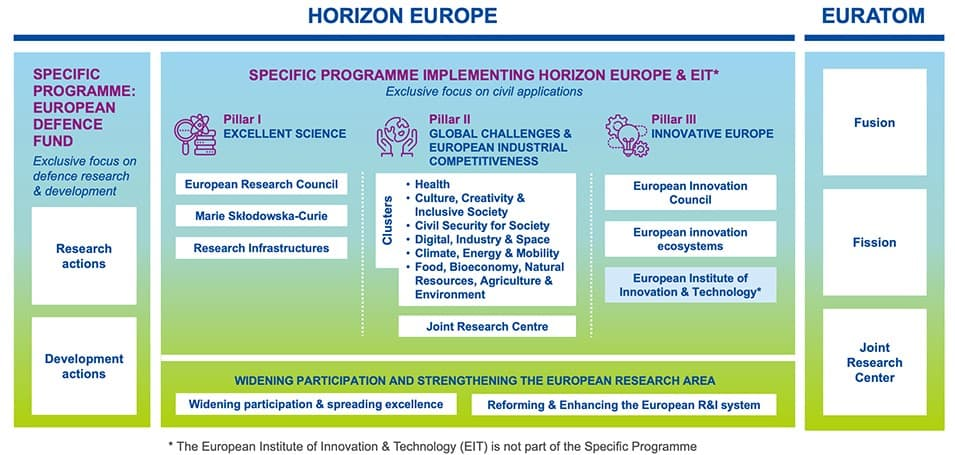 HORIZON EUROPE
EURATOM
SPECIFIC
PROGRAMME:
EUROPEAN
DEFENCE
FUND
Exclusive focus on
defence research
& development
Research
actions
Development
actions
SPECIFIC PROGRAMME IMPLEMENTING HORIZON EUROPE & EIT*
Exclusive focus on civil applications
Pillar I
EXCELLENT SCIENCE
European Research Council
Marie Skłodowska-Curie
Research Infrastructures
Pillar II
GLOBAL CHALLENGES &
EUROPEAN INDUSTRIAL
COMPETITIVENESS
Clusters
• Health
• Culture, Creativity &
Inclusive Society
• Civil Security for Society
• Digital, Industry & Space
• Climate, Energy & Mobility
• Food, Bioeconomy, Natural
Resources, Agriculture &
Environment
Joint Research Centre
Pillar III
INNOVATIVE EUROPE
European Innovation
Council
European innovation
ecosystems
European Institute of
Innovation & Technology*
WIDENING PARTICIPATION AND STRENGTHENING THE EUROPEAN RESEARCH AREA
Widening participation & spreading excellence
Reforming & Enhancing the European R&I system
Fusion
Fission
Joint
Research
Center
* The European Institute of Innovation & Technology (EIT) is not part of the Specific Programme